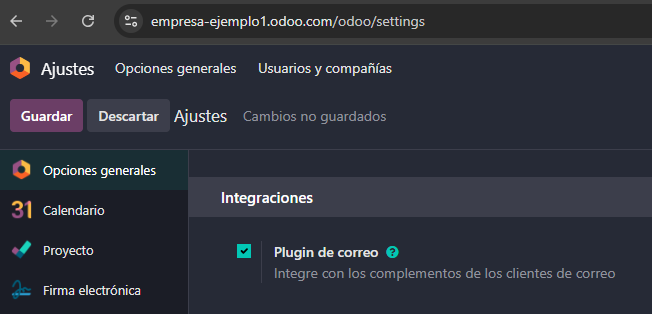 empresa-ejemplo1.odoo.com/odoo/settings
Ajustes Opciones generales Usuarios y compañías
Guardar Descartar Ajustes Cambios no guardados
Opciones generales
Integraciones
31 Calendario
Plugin de correo ?
Proyecto
Integre con los complementos de los clientes de correo
Firma electrónica